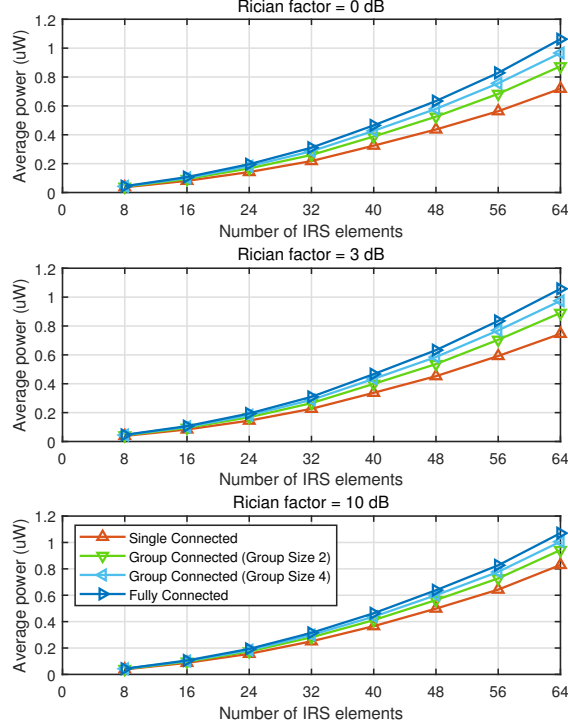 Rician factor = 0 dB
1.2
1
0.8
0.6
0.4
0.2
0
Average power (uW)
0 8 16 24 32 40 48 56 64
Number of IRS elements
Rician factor = 3 dB
1.2
1
0.8
0.6
0.4
0.2
0
Average power (uW)
0 8 16 24 32 40 48 56 64
Number of IRS elements
Rician factor = 10 dB
1.2
1
0.8
0.6
0.4
0.2
0
Average power (uW)
Single Connected
Group Connected (Group Size 2)
Group Connected (Group Size 4)
Fully Connected
0 8 16 24 32 40 48 56 64
Number of IRS elements